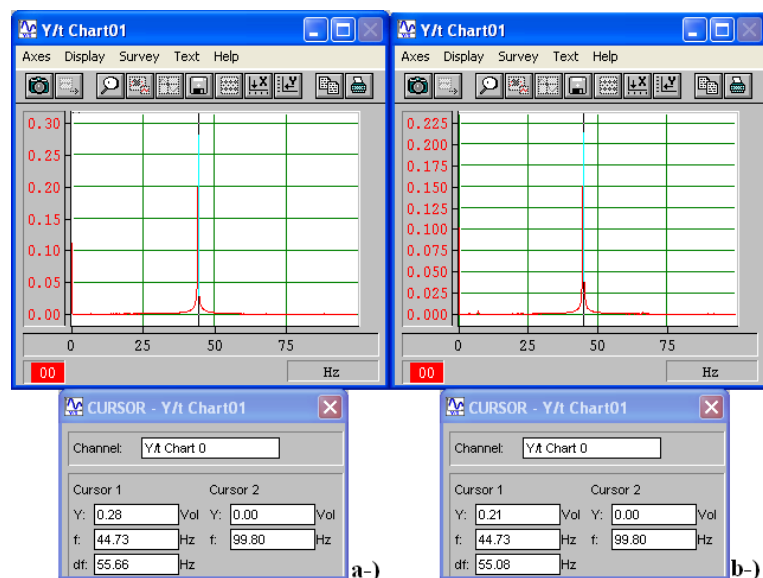 Y/t Chart01
Axes Display Survey Text Help
0.30
0.25
0.20
0.15
0.10
0.05
0.00
0 25 50 75
00 Hz
CURSOR - Y/t Chart01
Channel: Y/t Chart 0
Cursor 1 Cursor 2
Y: 0.28 Vol Y: 0.00 Vol
f: 44.73 Hz f: 99.80 Hz
df: 55.66 Hz
a-)
Y/t Chart01
Axes Display Survey Text Help
0.225
0.200
0.175
0.150
0.125
0.100
0.075
0.050
0.025
0.000
0 25 50 75
00 Hz
CURSOR - Y/t Chart01
Channel: Y/t Chart 0
Cursor 1 Cursor 2
Y: 0.21 Vol Y: 0.00 Vol
f: 44.73 Hz f: 99.80 Hz
df: 55.08 Hz
b-)